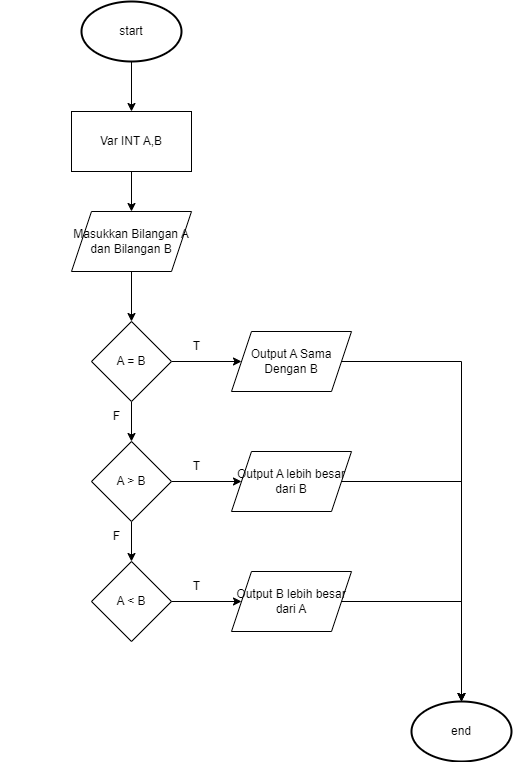 start
Var INT A,B
Masukkan Bilangan A
dan Bilangan B
A = B
T
Output A Sama
Dengan B
F
A > B
T
Output A lebih besar
dari B
F
A < B
T
Output B lebih besar
dari A
end